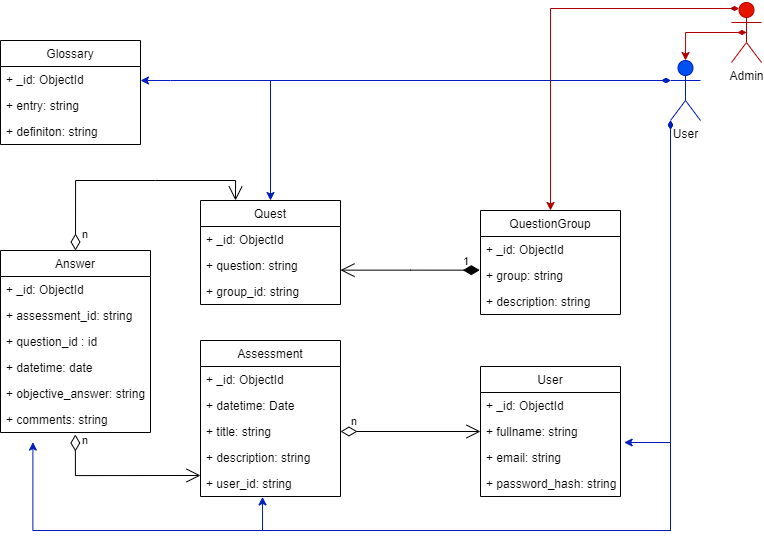 Glossary
+ _id: ObjectId
+ entry: string
+ definiton: string
Admin
User
n
Quest
+ _id: ObjectId
+ question: string
+ group_id: string
1
QuestionGroup
+ _id: ObjectId
+ group: string
+ description: string
Answer
+ _id: ObjectId
+ assessment_id: string
+ question_id : id
+ datetime: date
+ objective_answer: string
+ comments: string
n
Assessment
+ _id: ObjectId
+ datetime: Date
+ title: string
+ description: string
+ user_id: string
n
User
+ _id: ObjectId
+ fullname: string
+ email: string
+ password_hash: string